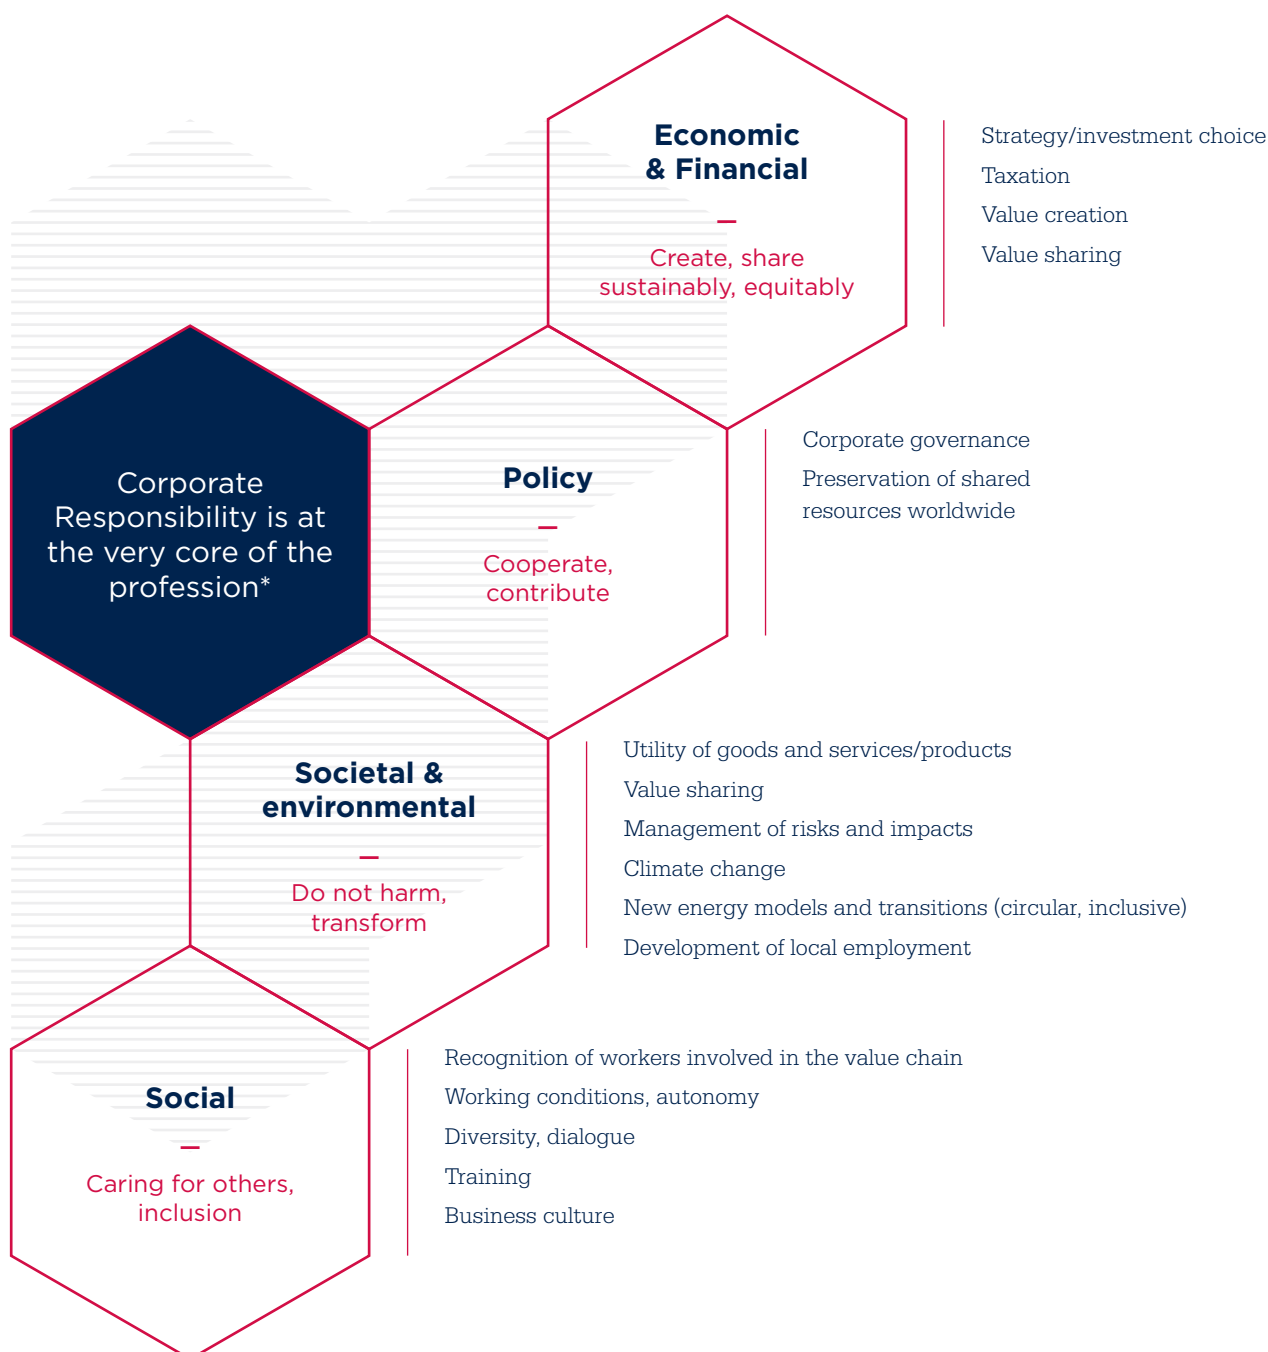 Economic
& Financial
Create, share
sustainably, equitably
Strategy/investment choice
Taxation
Value creation
Value sharing
Corporate
Responsibility is at
the very core of the
profession*
Policy
Cooperate,
contribute
Corporate governance
Preservation of shared
resources worldwide
Societal &
environmental
Do not harm,
transform
Utility of goods and services/products
Value sharing
Management of risks and impacts
Climate change
New energy models and transitions (circular, inclusive)
Development of local employment
Social
Caring for others,
inclusion
Recognition of workers involved in the value chain
Working conditions, autonomy
Diversity, dialogue
Training
Business culture